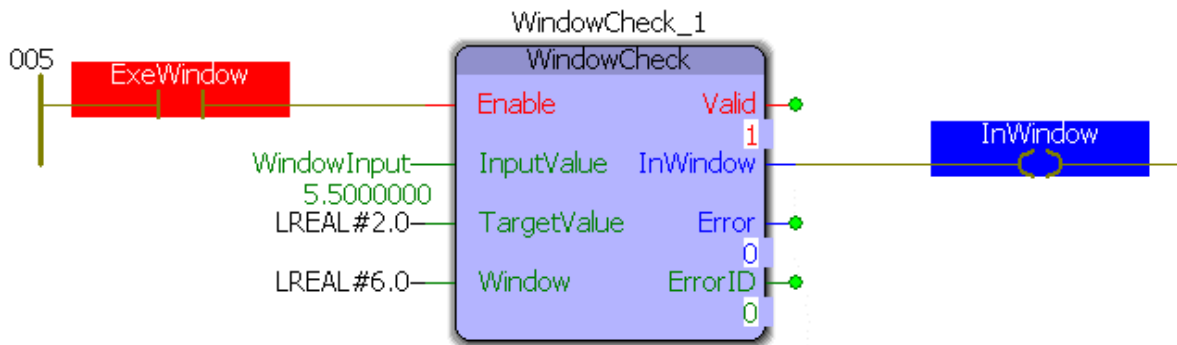 WindowCheck_1
005
ExeWindow
WindowCheck
Enable Valid
1
WindowInput InputValue InWindow InWindow
5.5000000
LREAL#2.0 TargetValue Error
0
LREAL#6.0 Window ErrorID
0